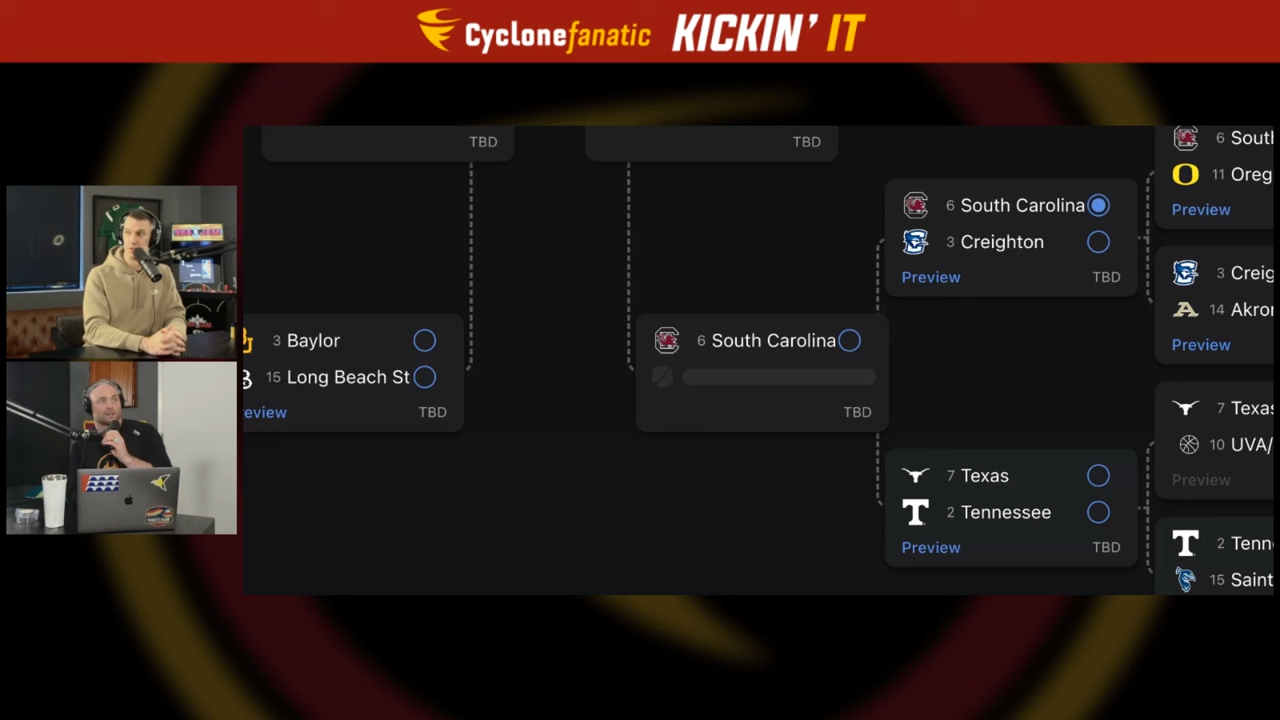 Cyclonefanatic KICKIN' IT
TBD
TBD
3 Baylor
15 Long Beach St
eview
TBD
6 South Carolina
TBD
6 South Carolina
3 Creighton
Preview
TBD
7 Texas
2 Tennessee
Preview
TBD
6 South
11 Oreg
Preview
3 Creig
14 Akron
Preview
7 Texas
10 UVA/
Preview
2 Tenn
15 Saint